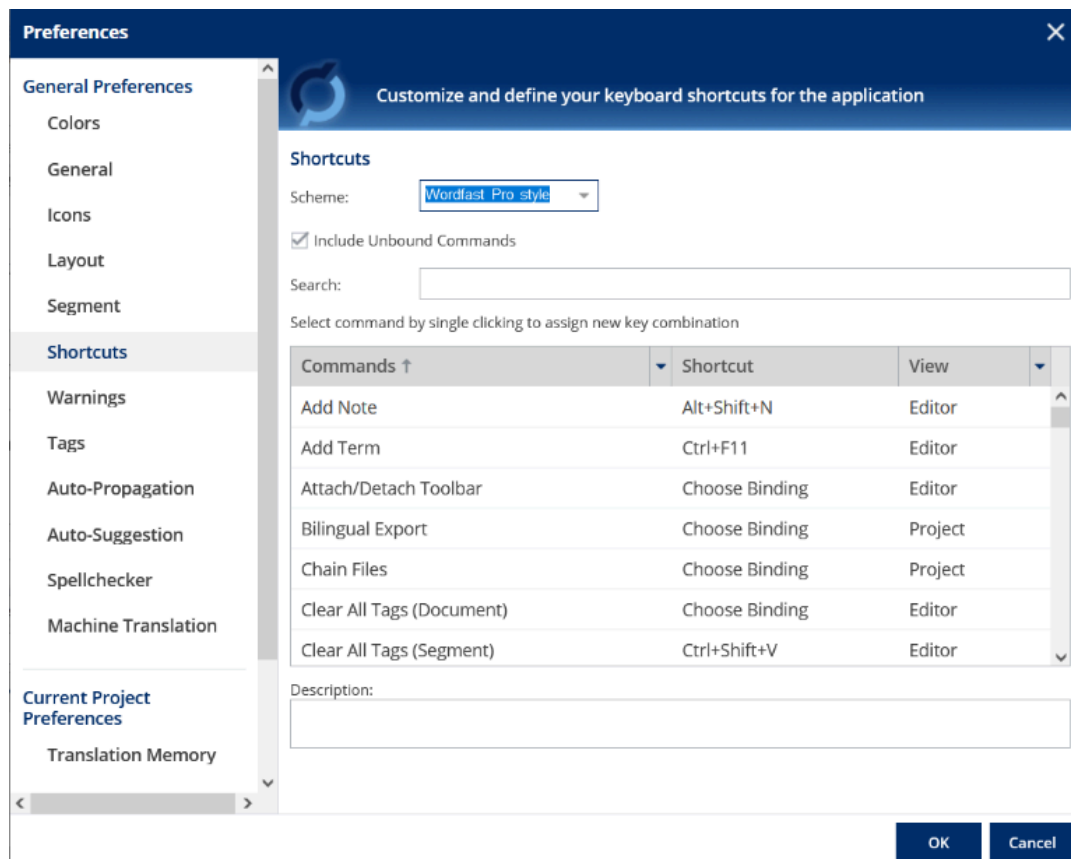 Preferences
General Preferences
Colors
General
Icons
Layout
Segment
Shortcuts
Warnings
Tags
Auto-Propagation
Auto-Suggestion
Spellchecker
Machine Translation
Current Project
Preferences
Translation Memory
Customize and define your keyboard shortcuts for the application
Shortcuts
Scheme: Wordfast Pro style
Include Unbound Commands
Search:
Select command by single clicking to assign new key combination
Commands ↑ Shortcut View
Add Note Alt+Shift+N Editor
Add Term Ctrl+F11 Editor
Attach/Detach Toolbar Choose Binding Editor
Bilingual Export Choose Binding Project
Chain Files Choose Binding Project
Clear All Tags (Document) Choose Binding Editor
Clear All Tags (Segment) Ctrl+Shift+V Editor
Description:
OK Cancel